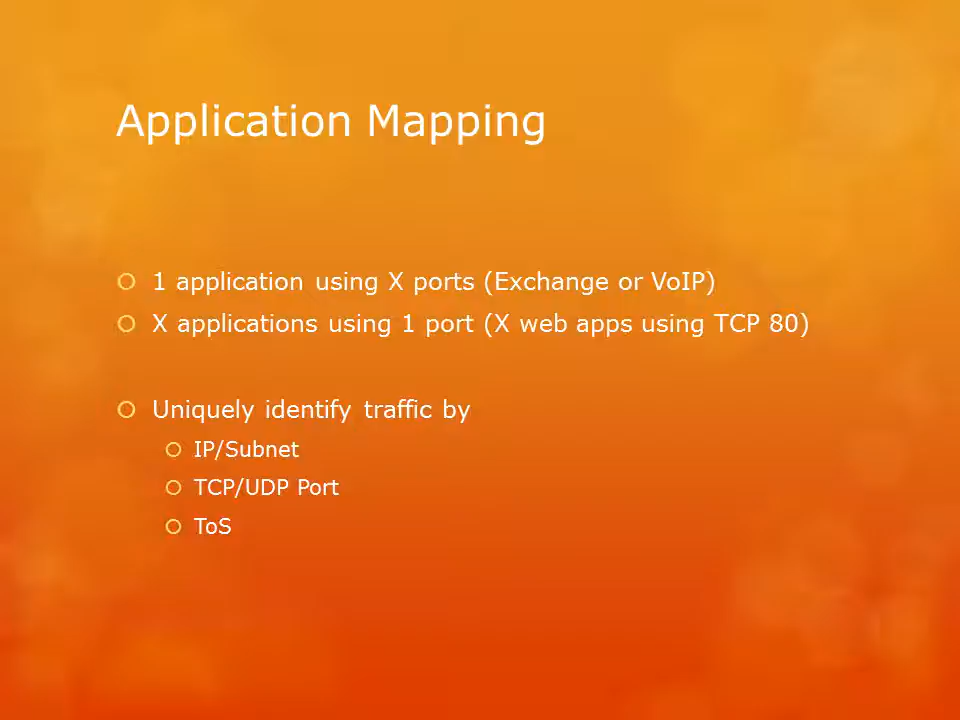 Application Mapping
1 application using X ports (Exchange or VoIP)
X applications using 1 port (X web apps using TCP 80)
Uniquely identify traffic by
IP/Subnet
TCP/UDP Port
ToS